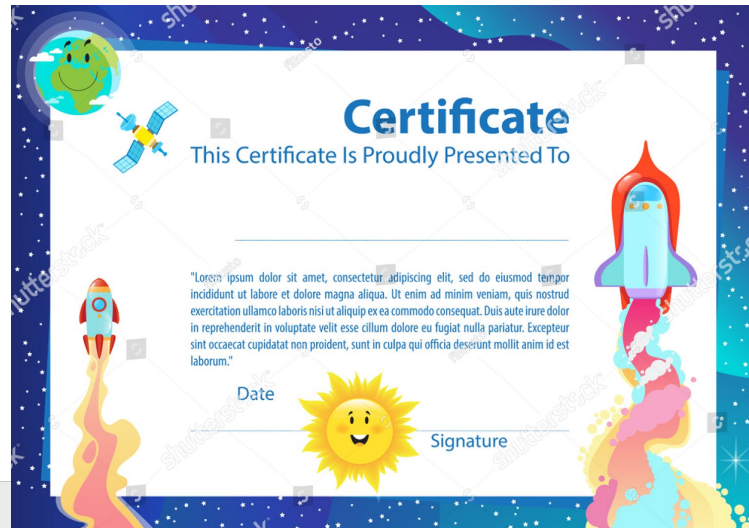 Certificate
This Certificate Is Proudly Presented To
"Lorem ipsum dolor sit amet, consectetur adipiscing elit, sed do eiusmod tempor
incididunt ut labore et dolore magna aliqua. Ut enim ad minim veniam, quis nostrud
exercitation ullamco laboris nisi ut aliquip ex ea commodo consequat. Duis aute irure dolor
in reprehenderit in voluptate velit esse cillum dolore eu fugiat nulla pariatur. Excepteur
sint occaecat cupidatat non proident, sunt in culpa qui officia deserunt mollit anim id est
laborum."
Date
Signature
shutterstock